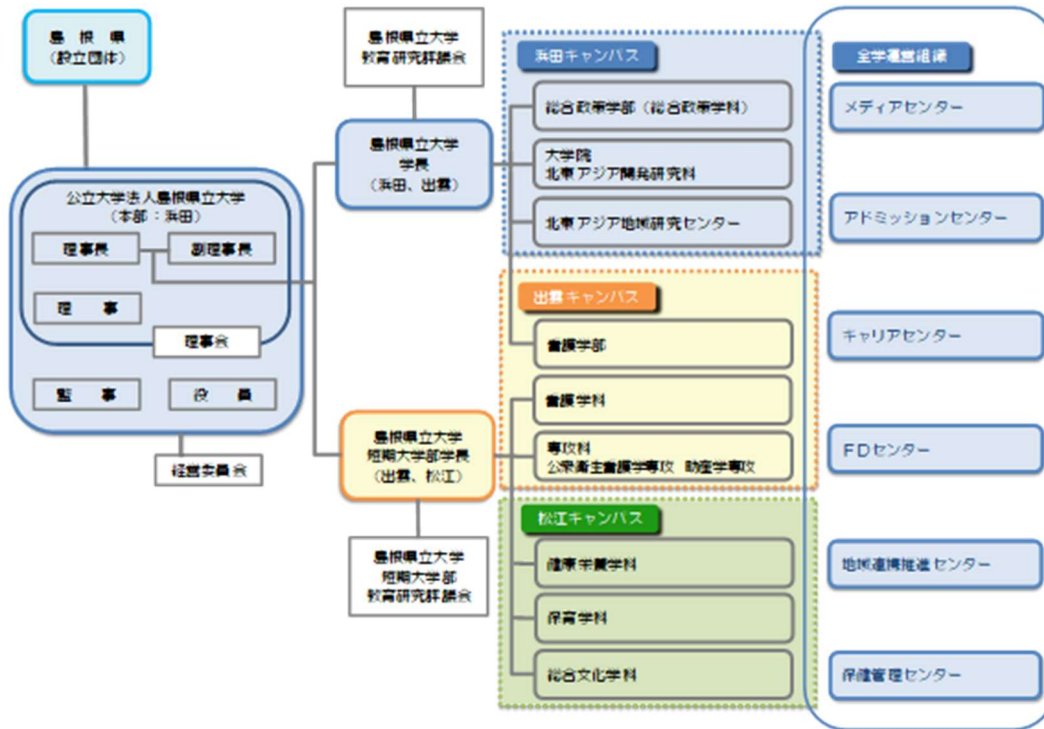 島根県
(設立団体)
公立大学法人島根県立大学
(本部:浜田)
理事長
副理事長
理事
理事会
監事
役員
経営委員会
島根県立大学
教育研究評議会
島根県立大学
学長
(浜田、出雲)
島根県立大学
短期大学部学長
(出雲、松江)
島根県立大学
短期大学部
教育研究評議会
浜田キャンパス
総合政策学部(総合政策学科)
大学院
北東アジア開発研究科
北東アジア地域研究センター
出雲キャンパス
看護学部
看護学科
専攻科
公衆衛生看護学専攻 助産学専攻
松江キャンパス
健康栄養学科
保育学科
総合文化学科
全学運営組織
メディアセンター
アドミッションセンター
キャリアセンター
FDセンター
地域連携推進センター
保健管理センター